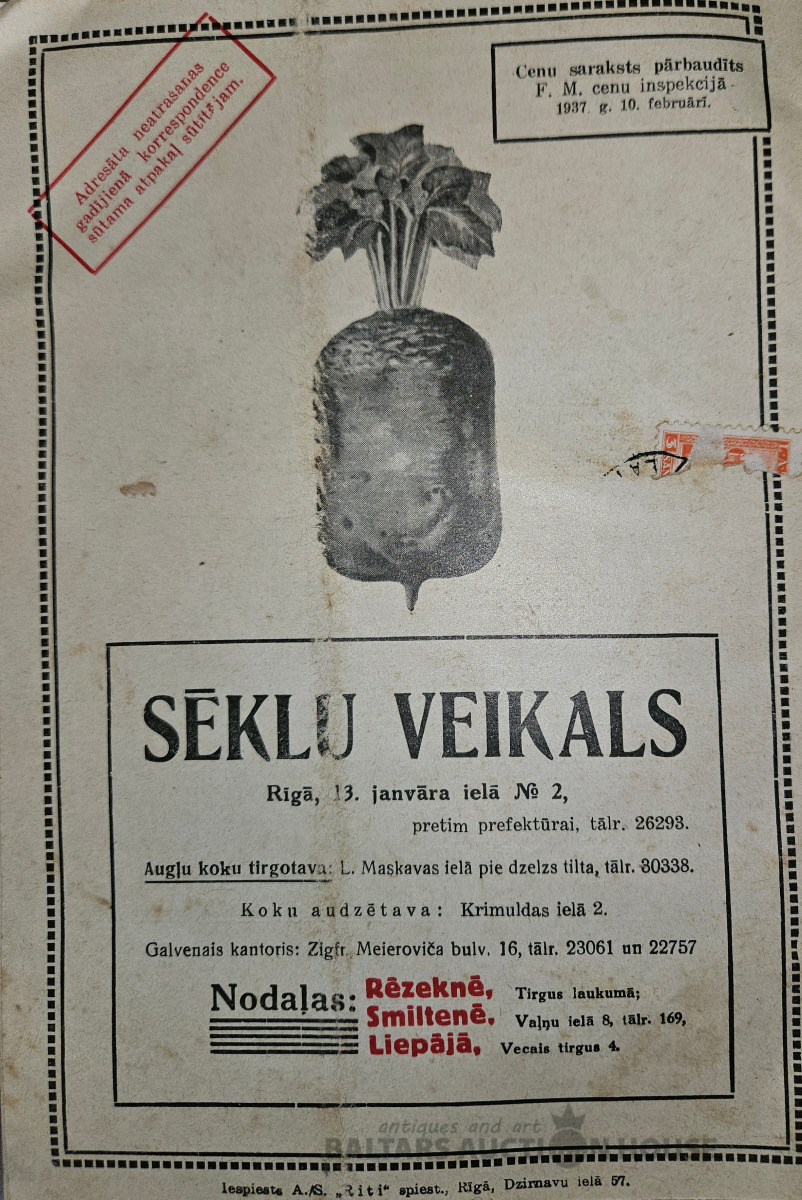 Adresāta neatrašanas
gadījienā korrespondence
sūtama atpakaļ sūtītājam.
Cenu saraksts pārbaudīts
F. M. cenu inspekcijā
1937 g. 10. februārī.
SĒKLU VEIKALS
Rīgā, 13. janvāra ielā № 2,
pretim prefektūrai, tālr. 26293.
Augļu koku tirgotava: L. Maskavas ielā pie dzelzs tilta, tālr. 30338.
Koku audzētava: Krimuldas ielā 2.
Galvenais kantoris: Zigfr. Meieroviča bulv. 16, tālr. 23061 un 22757
Nodaļas: Rēzeknē, Tirgus laukumā;
Smiltenē, Vaļņu ielā 8, tālr. 169,
Liepājā, Vecais tirgus 4.
antiques and art
BALTARS AUCTION HOUSE
Iespiests A./S. „Riti“ spiest., Rīgā, Dzirnavu ielā 57.